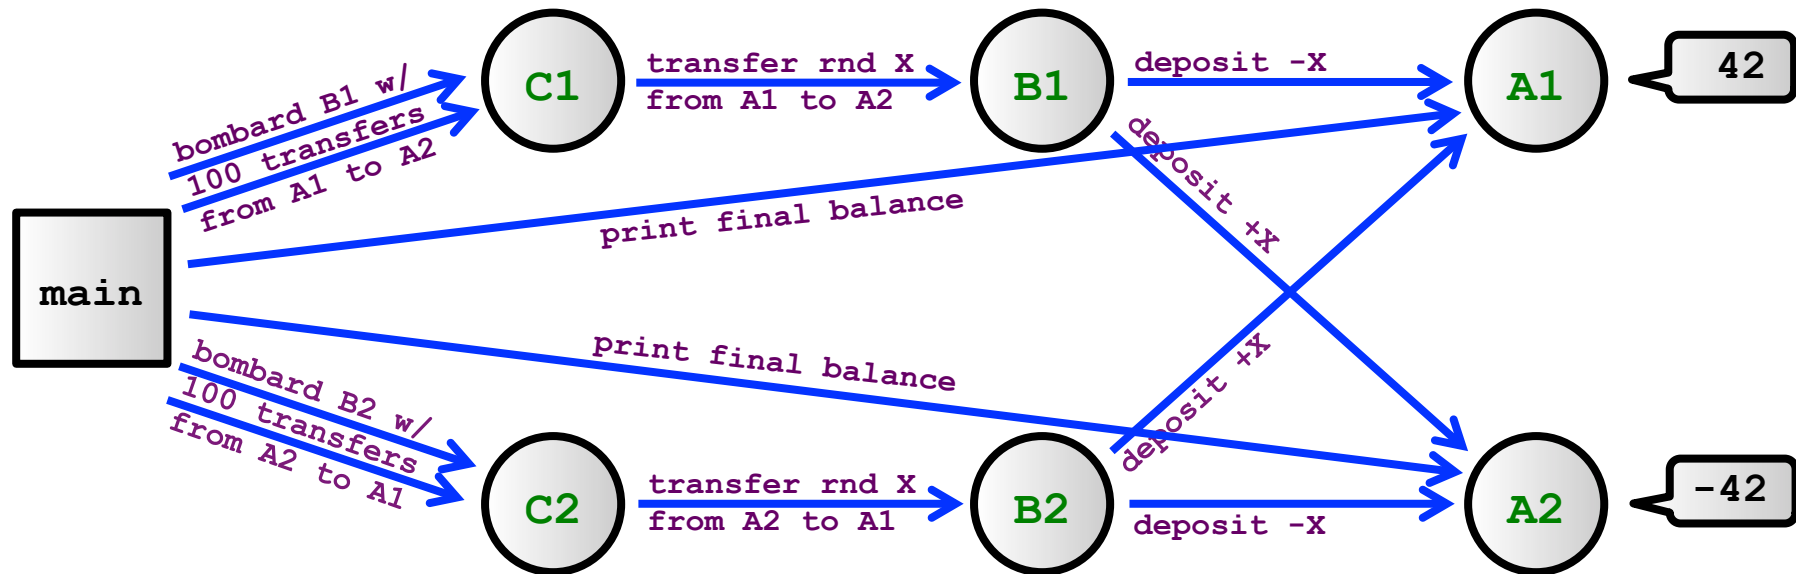 C1
transfer rnd X
from A1 to A2
B1
deposit -X
A1
42
bombard B1 w/
100 transfers
from A1 to A2
deposit +X
print final balance
main
print final balance
deposit +X
bombard B2 w/
100 transfers
from A2 to A1
C2
transfer rnd X
from A2 to A1
B2
deposit -X
A2
-42